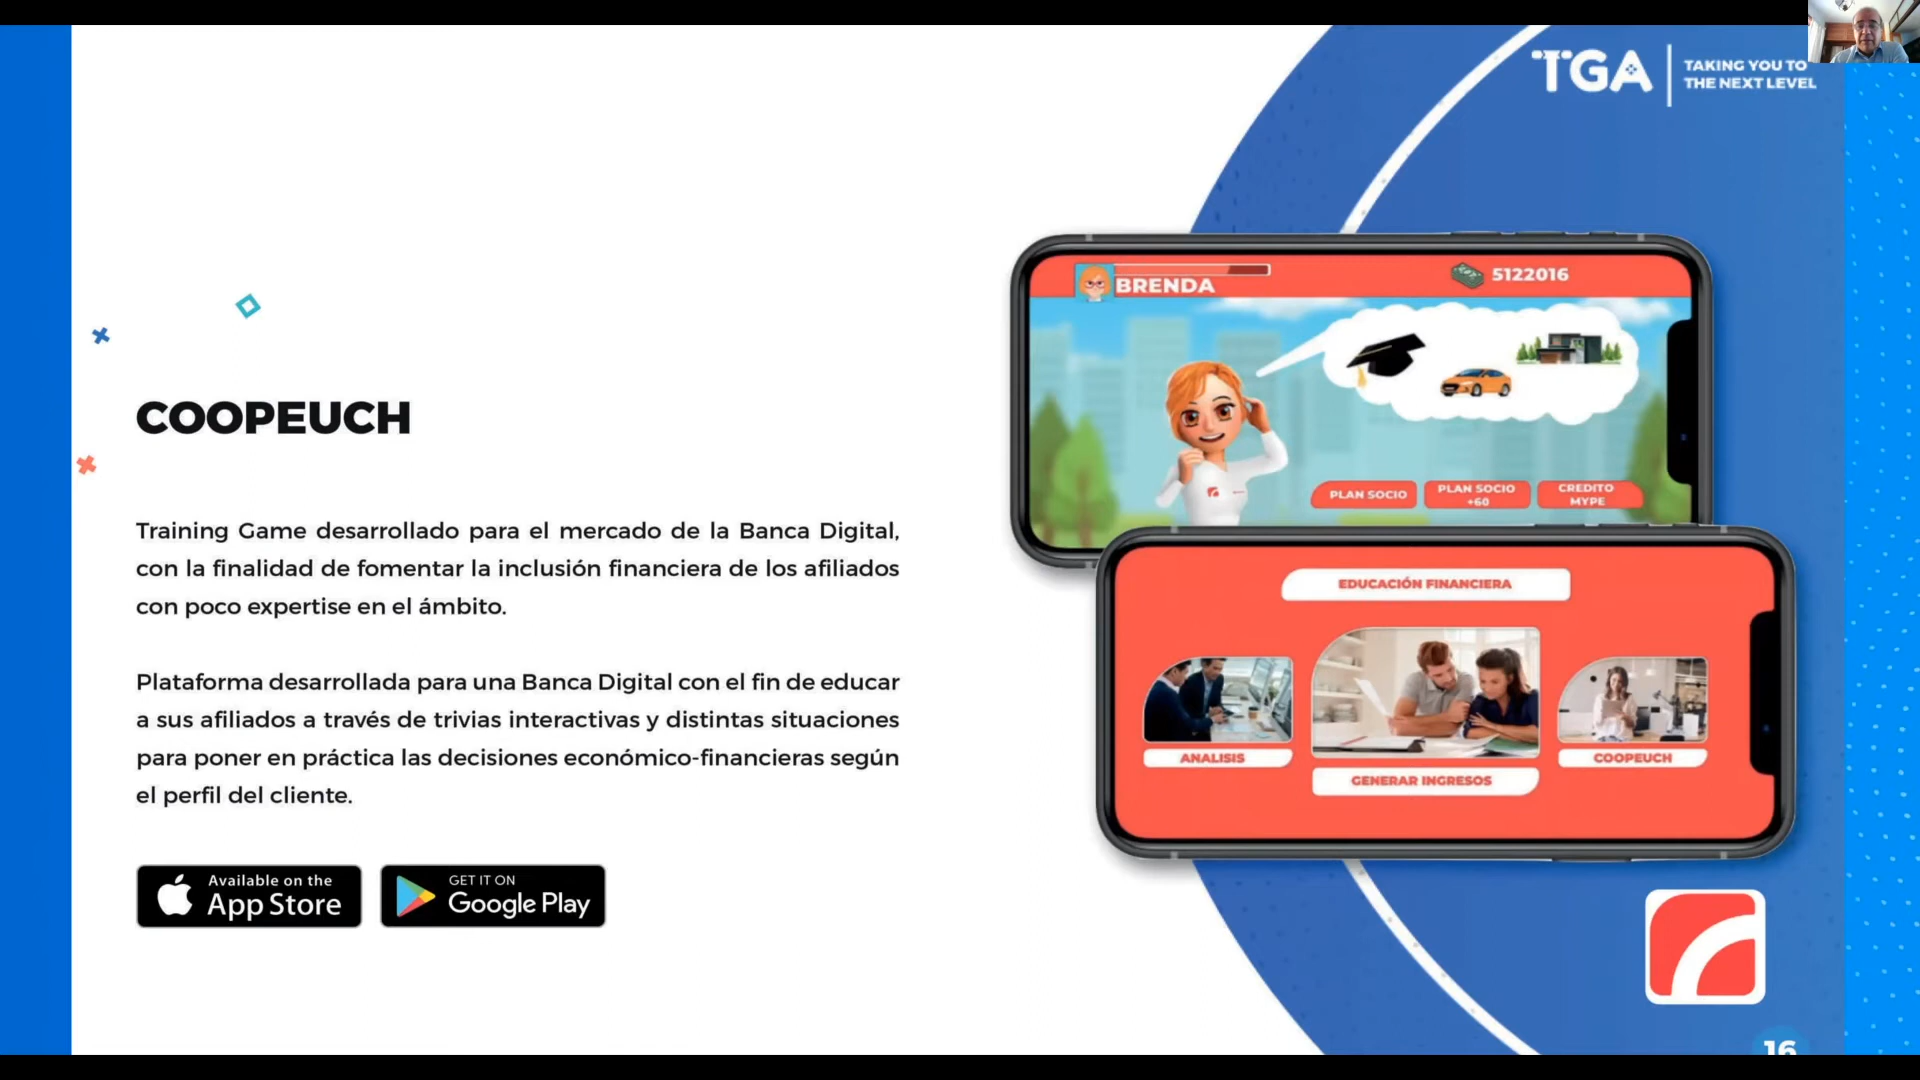 TGA
TAKING YOU TO
THE NEXT LEVEL
COOPEUCH
Training Game desarrollado para el mercado de la Banca Digital,
con la finalidad de fomentar la inclusión financiera de los afiliados
con poco expertise en el ámbito.
Plataforma desarrollada para una Banca Digital con el fin de educar
a sus afiliados a través de trivias interactivas y distintas situaciones
para poner en práctica las decisiones económico-financieras según
el perfil del cliente.
Available on the
App Store
GET IT ON
Google Play
BRENDA
5122016
PLAN SOCIO
PLAN SOCIO
+60
CREDITO
MYPE
EDUCACIÓN FINANCIERA
ANALISIS
GENERAR INGRESOS
COOPEUCH
16